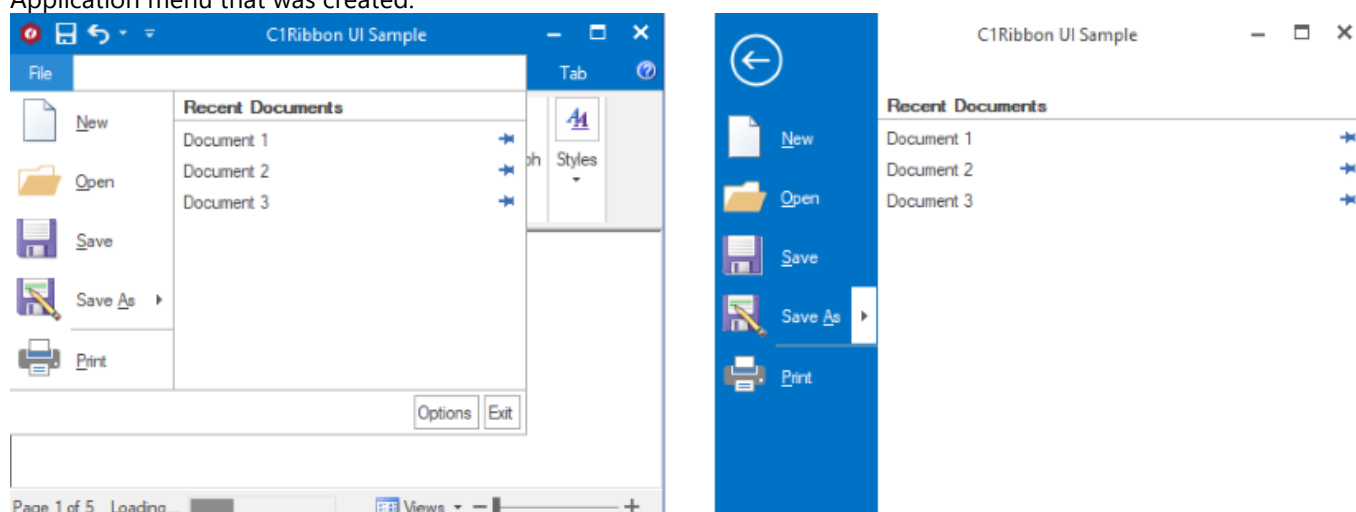 Application menu that was created.
C1Ribbon UI Sample
File
Tab
New
Recent Documents
Document 1
Styles
Open
Document 2
Document 3
Save
Save As
Print
Options Exit
Page 1 of 5 Loading...
Views
C1Ribbon UI Sample
Recent Documents
New
Document 1
Document 2
Open
Document 3
Save
Save As
Print